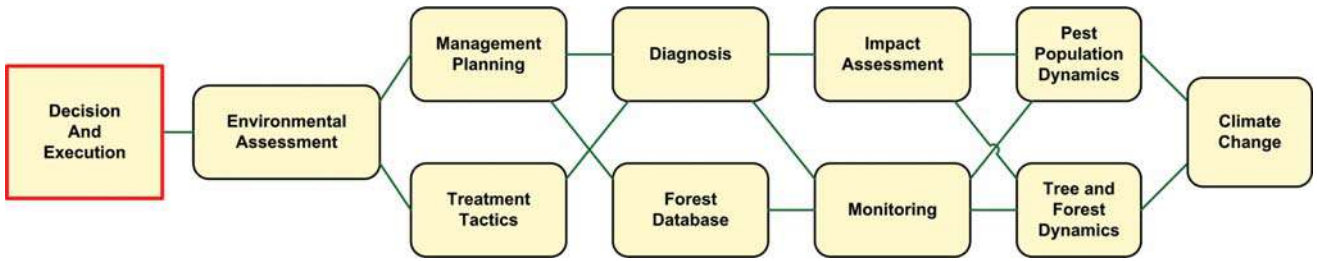 Decision
And
Execution
Environmental
Assessment
Management
Planning
Treatment
Tactics
Diagnosis
Forest
Database
Impact
Assessment
Monitoring
Pest
Population
Dynamics
Tree and
Forest
Dynamics
Climate
Change